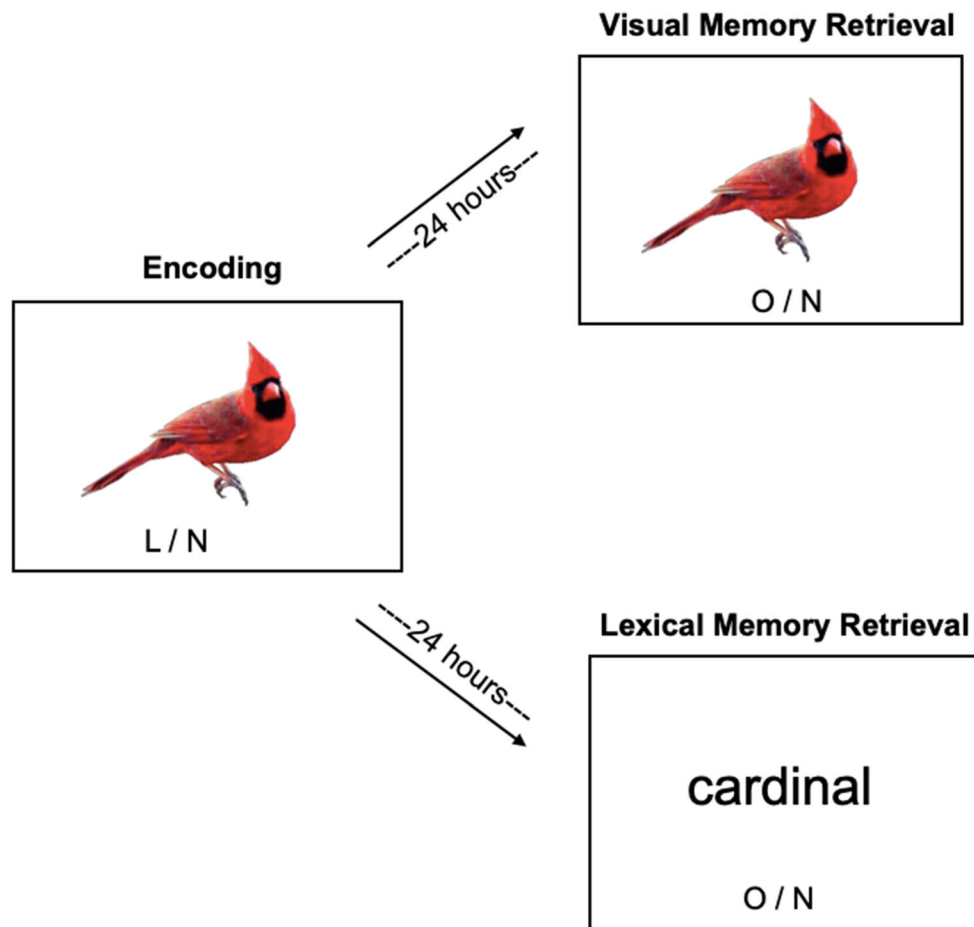 Visual Memory Retrieval
----24 hours---
O / N
Encoding
L / N
----24 hours---
Lexical Memory Retrieval
cardinal
O / N